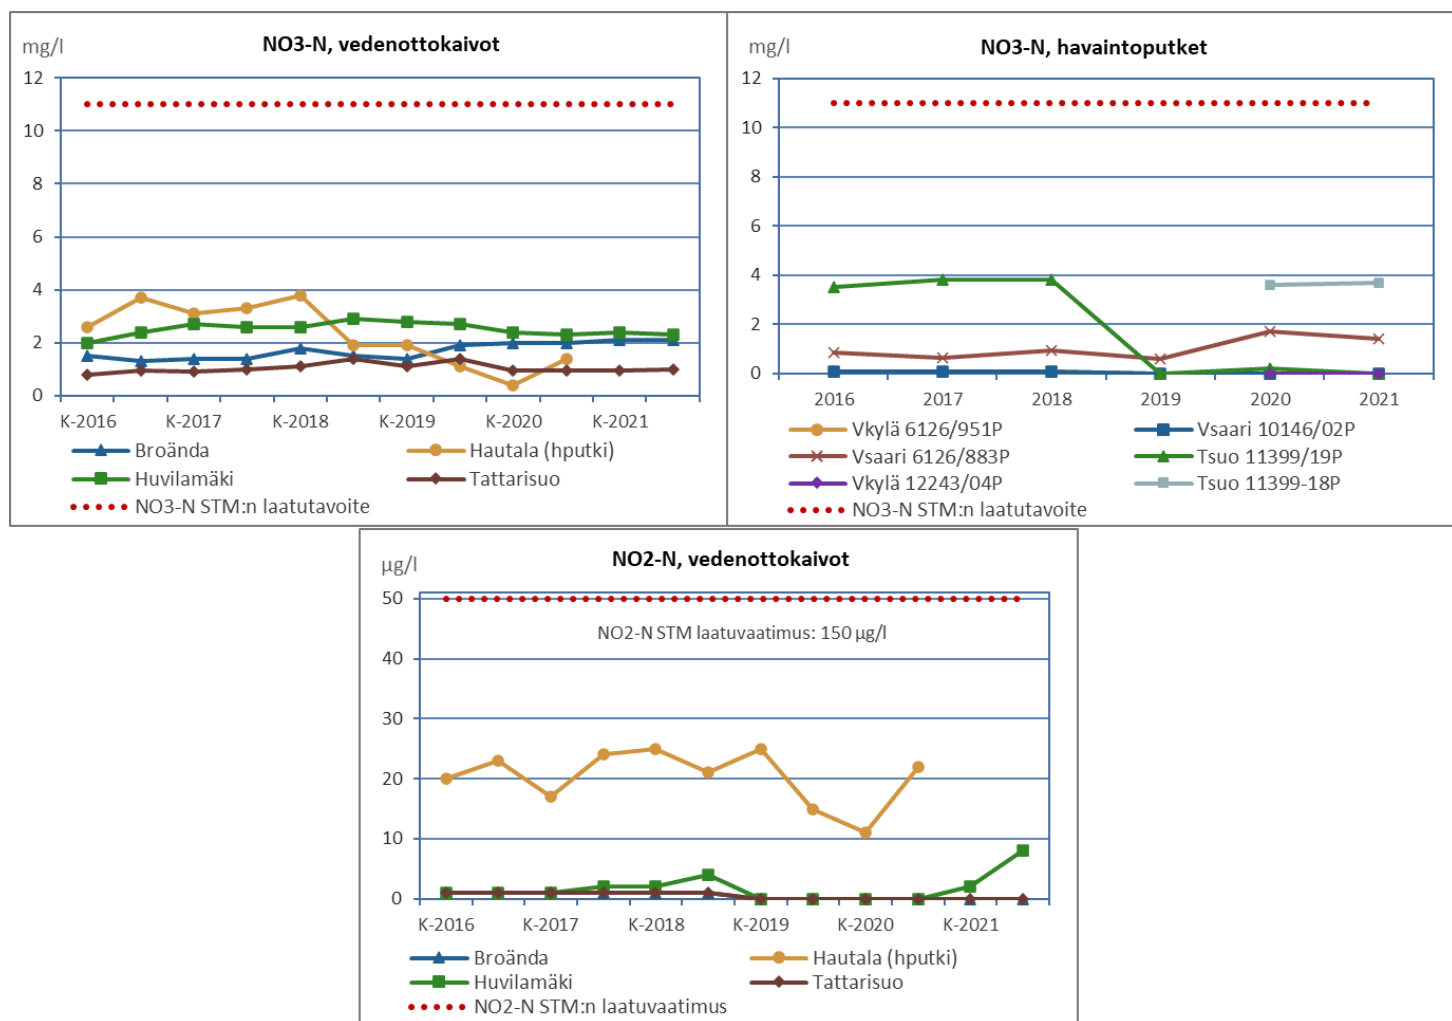 NO3-N, vedenottokaivot
mg/l
12
10
8
6
4
2
0
K-2016 K-2017 K-2018 K-2019 K-2020 K-2021
Broända Hautala (hputki)
Huvilamäki Tattarisuo
NO3-N STM:n laatutavoite
NO3-N, havaintoputket
mg/l
12
10
8
6
4
2
0
2016 2017 2018 2019 2020 2021
Vkylä 6126/951P Vsaari 10146/02P
Vsaari 6126/883P Tsuo 11399/19P
Vkylä 12243/04P Tsuo 11399-18P
NO3-N STM:n laatutavoite
NO2-N, vedenottokaivot
µg/l
50
NO2-N STM laatuvaatimus: 150 µg/l
40
30
20
10
0
K-2016 K-2017 K-2018 K-2019 K-2020 K-2021
Broända Hautala (hputki)
Huvilamäki Tattarisuo
NO2-N STM:n laatuvaatimus